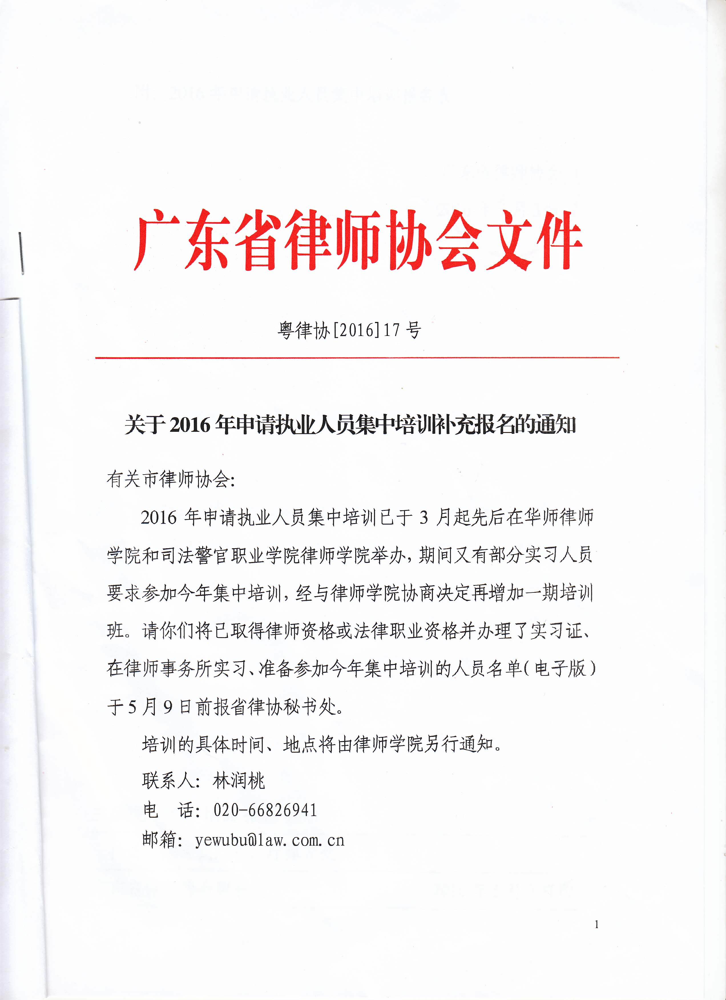 广东省律师协会文件
粤律协[2016]17号
关于2016年申请执业人员集中培训补充报名的通知
有关市律师协会:
2016 年申请执业人员集中培训已于 3 月起先后在华师律师
学院和司法警官职业学院律师学院举办，期间又有部分实习人员
要求参加今年集中培训，经与律师学院协商决定再增加一期培训
班。请你们将已取得律师资格或法律职业资格并办理了实习证、
在律师事务所实习、准备参加今年集中培训的人员名单(电子版)
于5月9日前报省律协秘书处。
培训的具体时间、地点将由律师学院另行通知。
联系人：林润桃
电　话：020-66826941
邮箱：yewubu@law.com.cn
1